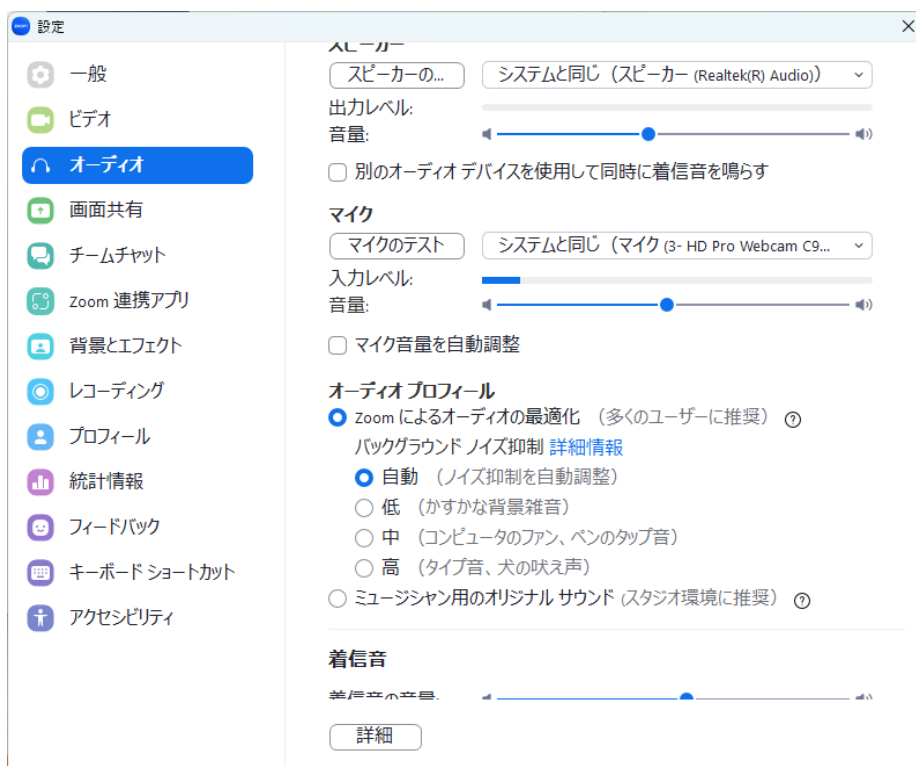 設定
一般
ビデオ
オーディオ
画面共有
チームチャット
Zoom 連携アプリ
背景とエフェクト
レコーディング
プロフィール
統計情報
フィードバック
キーボード ショートカット
アクセシビリティ
スピーカー
スピーカーの...
システムと同じ (スピーカー (Realtek(R) Audio))
出力レベル:
音量:
別のオーディオ デバイスを使用して同時に着信音を鳴らす
マイク
マイクのテスト
システムと同じ (マイク (3- HD Pro Webcam C9...
入力レベル:
音量:
マイク音量を自動調整
オーディオ プロフィール
Zoom によるオーディオの最適化 (多くのユーザーに推奨)
バックグラウンド ノイズ抑制 詳細情報
自動 (ノイズ抑制を自動調整)
低 (かすかな背景雑音)
中 (コンピュータのファン、ペンのタップ音)
高 (タイプ音、犬の吠え声)
ミュージシャン用のオリジナル サウンド (スタジオ環境に推奨)
着信音
着信音の音量:
詳細